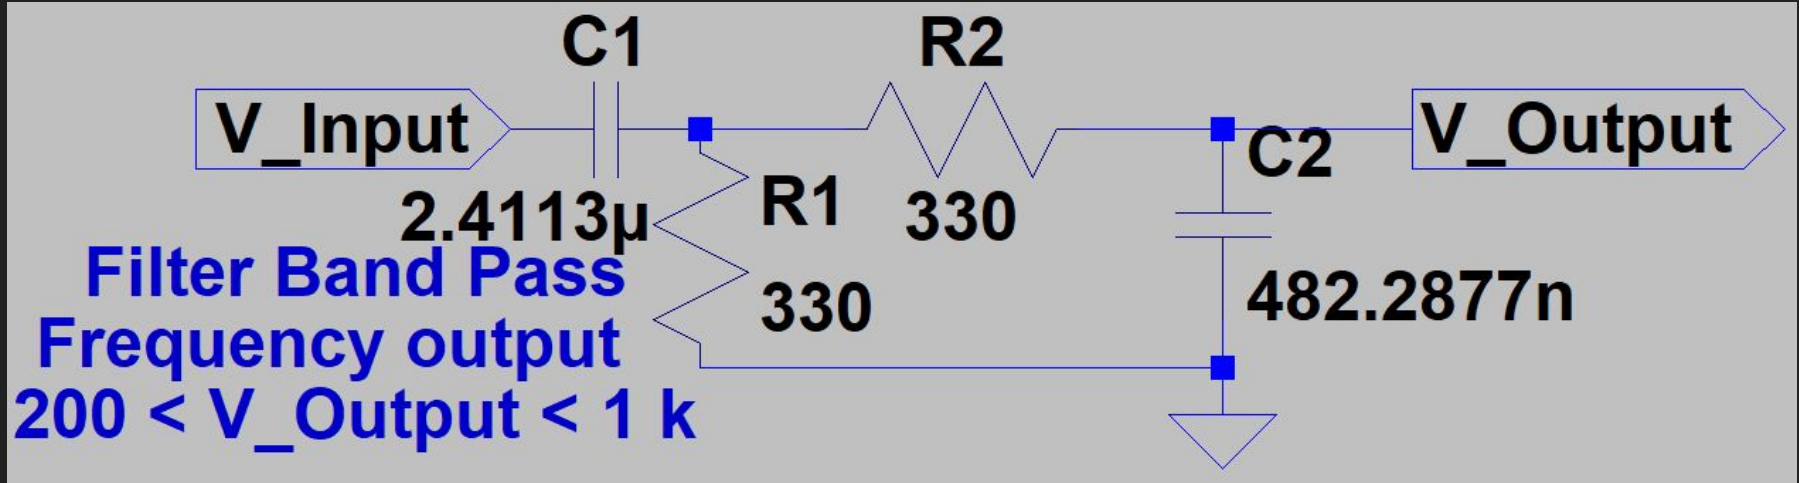 C1
R2
V_Input
V_Output
C2
2.4113µ
R1
330
330
482.2877n
Filter Band Pass
Frequency output
200 < V_Output < 1 k